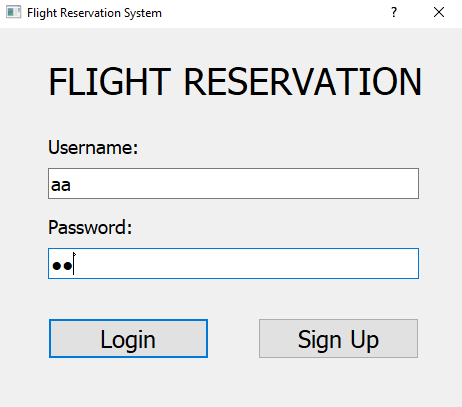 Flight Reservation System
?
FLIGHT RESERVATION
Username:
aa
Password:
●●
Login
Sign Up